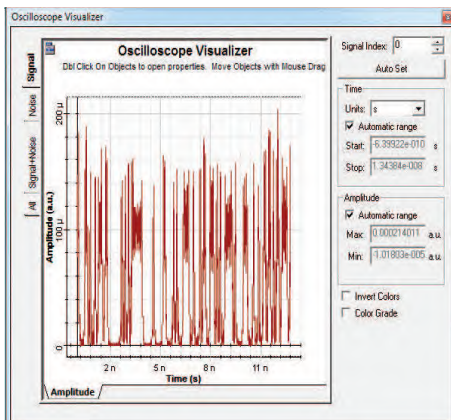 Oscilloscope Visualizer
Oscilloscope Visualizer
Dbl Click On Objects to open properties. Move Objects with Mouse Drag
Signal
Noise
Signal+Noise
All
Amplitude (a.u.)
200 µ
100 µ
0
2 n
5 n
8 n
11 n
Time (s)
Amplitude
Signal Index: 0
Auto Set
Time
Units: s
Automatic range
Start: -6.39922e-010 s
Stop: 1.34384e-008 s
Amplitude
Automatic range
Max: 0.000214011 a.u.
Min: -1.01803e-005 a.u.
Invert Colors
Color Grade